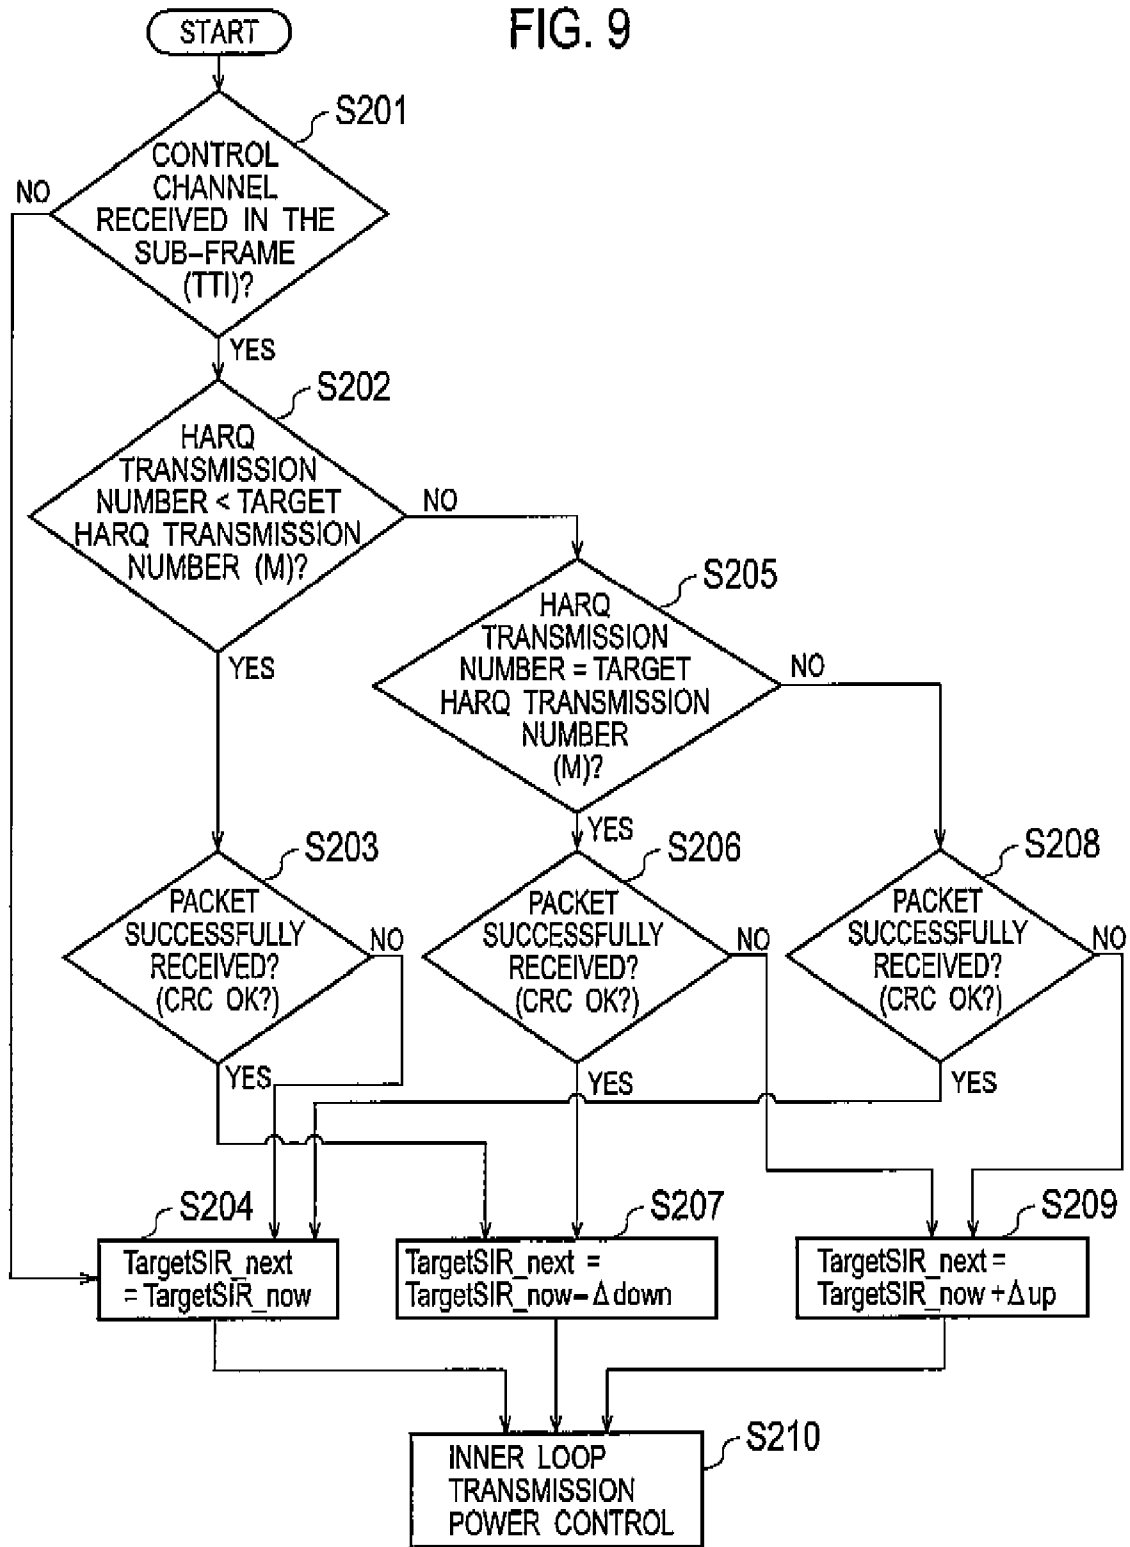 FIG. 9
START
S201
CONTROL
CHANNEL
RECEIVED IN THE
SUB-FRAME
(TTI)?
NO
YES
S202
HARQ
TRANSMISSION
NUMBER < TARGET
HARQ TRANSMISSION
NUMBER (M)?
NO
YES
S205
HARQ
TRANSMISSION
NUMBER = TARGET
HARQ TRANSMISSION
NUMBER
(M)?
NO
YES
S203
PACKET
SUCCESSFULLY
RECEIVED?
(CRC OK?)
NO
YES
S206
PACKET
SUCCESSFULLY
RECEIVED?
(CRC OK?)
NO
YES
S208
PACKET
SUCCESSFULLY
RECEIVED?
(CRC OK?)
NO
YES
S204
TargetSIR_next
= TargetSIR_now
S207
TargetSIR_next =
TargetSIR_now-Δdown
S209
TargetSIR_next =
TargetSIR_now+Δup
S210
INNER LOOP
TRANSMISSION
POWER CONTROL